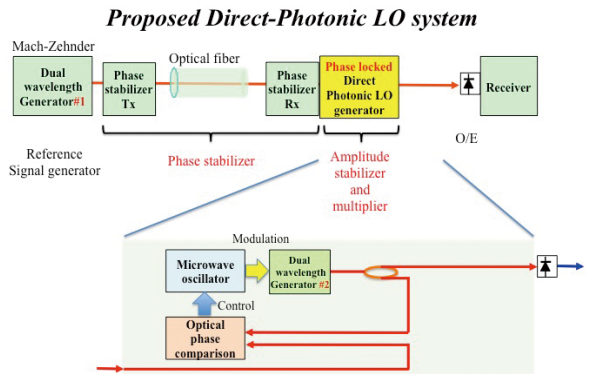 Proposed Direct-Photonic LO system
Mach-Zehnder
Dual
wavelength
Generator#1
Phase
stabilizer
Tx
Optical fiber
Phase
stabilizer
Rx
Phase locked
Direct
Photonic LO
generator
Receiver
O/E
Reference
Signal generator
Phase stabilizer
Amplitude
stabilizer
and
multiplier
Modulation
Microwave
oscillator
Dual
wavelength
Generator #2
Control
Optical
phase
comparison